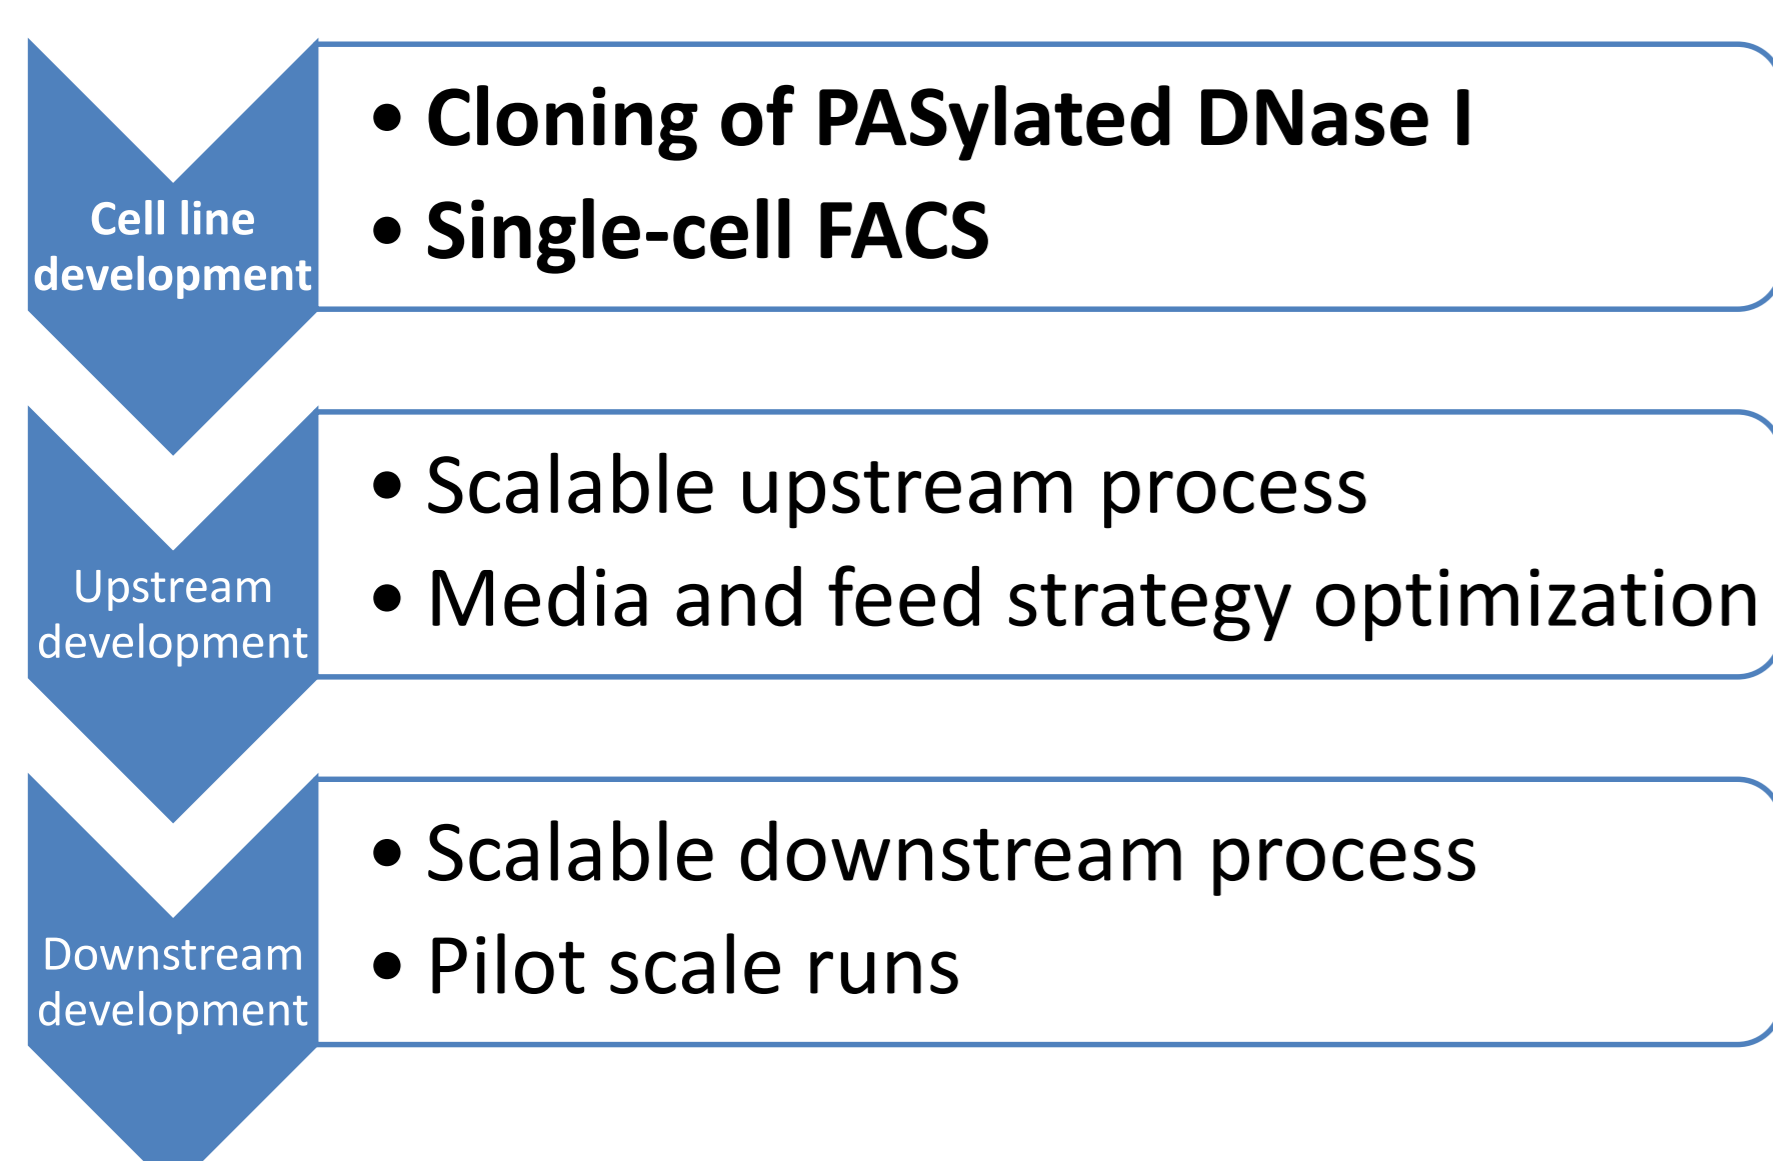 Cell line
development
• Cloning of PASylated DNase I
• Single-cell FACS
Upstream
development
• Scalable upstream process
• Media and feed strategy optimization
Downstream
development
• Scalable downstream process
• Pilot scale runs